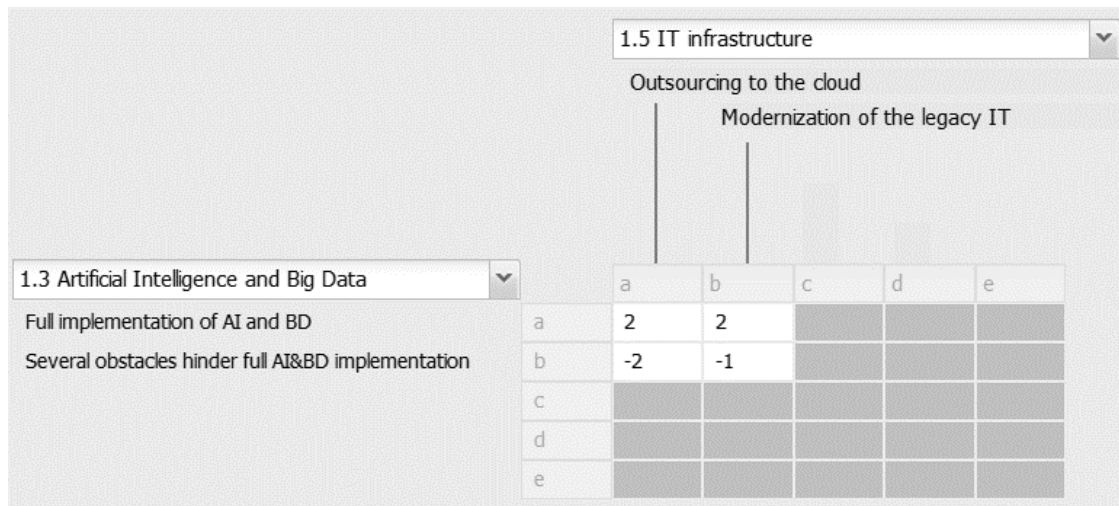 1.5 IT infrastructure
Outsourcing to the cloud
Modernization of the legacy IT
1.3 Artificial Intelligence and Big Data
a b c d e
Full implementation of AI and BD a 2 2
Several obstacles hinder full AI&BD implementation b -2 -1
c
d
e